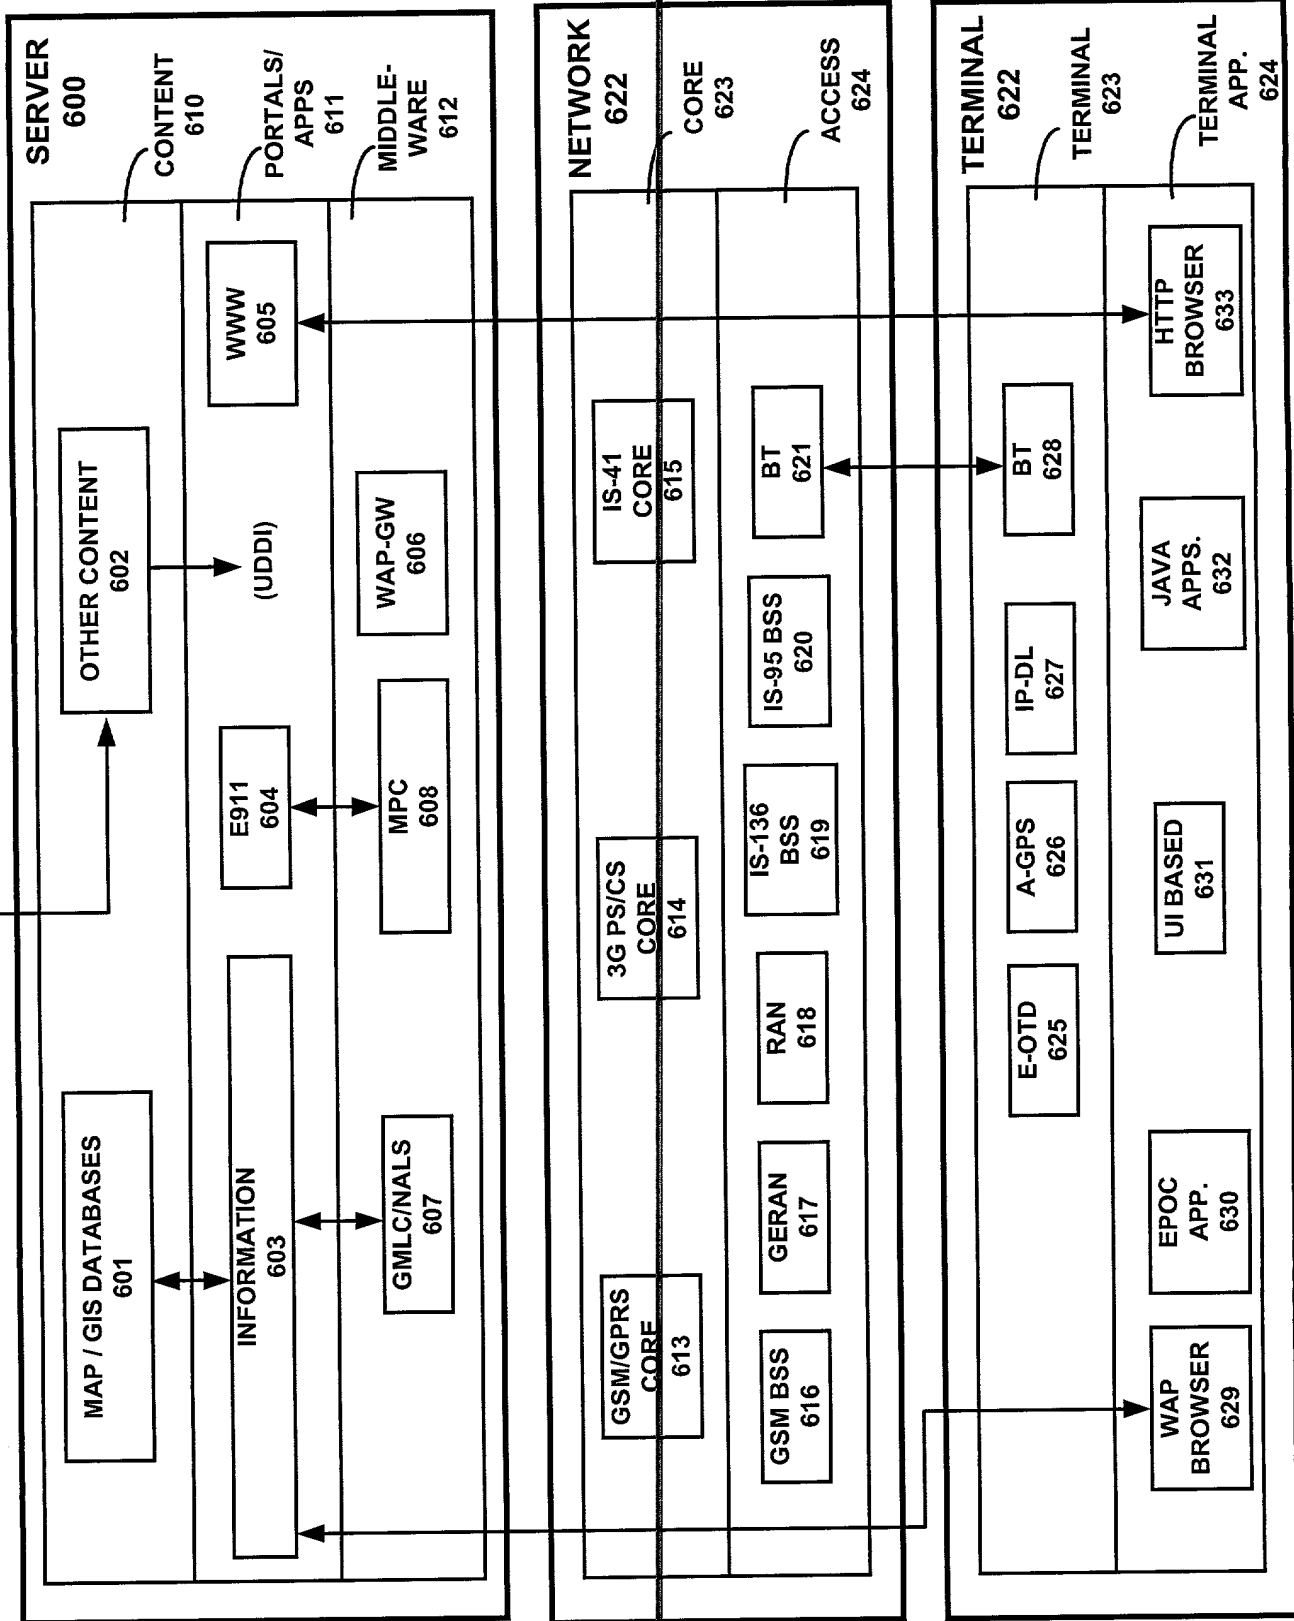 SERVER
600
CONTENT
610
PORTALS/
APPS
611
MIDDLE-
WARE
612
MAP / GIS DATABASES
601
OTHER CONTENT
602
INFORMATION
603
E911
604
(UDDI)
WWW
605
GMLC/NALS
607
MPC
608
WAP-GW
606
NETWORK
622
CORE
623
ACCESS
624
GSM/GPRS
CORE
613
3G PS/CS
CORE
614
IS-41
CORE
615
GSM BSS
616
GERAN
617
RAN
618
IS-136
BSS
619
IS-95 BSS
620
BT
621
TERMINAL
622
TERMINAL
623
TERMINAL
APP.
624
E-OTD
625
A-GPS
626
IP-DL
627
BT
628
WAP
BROWSER
629
EPOC
APP.
630
UI BASED
631
JAVA
APPS.
632
HTTP
BROWSER
633